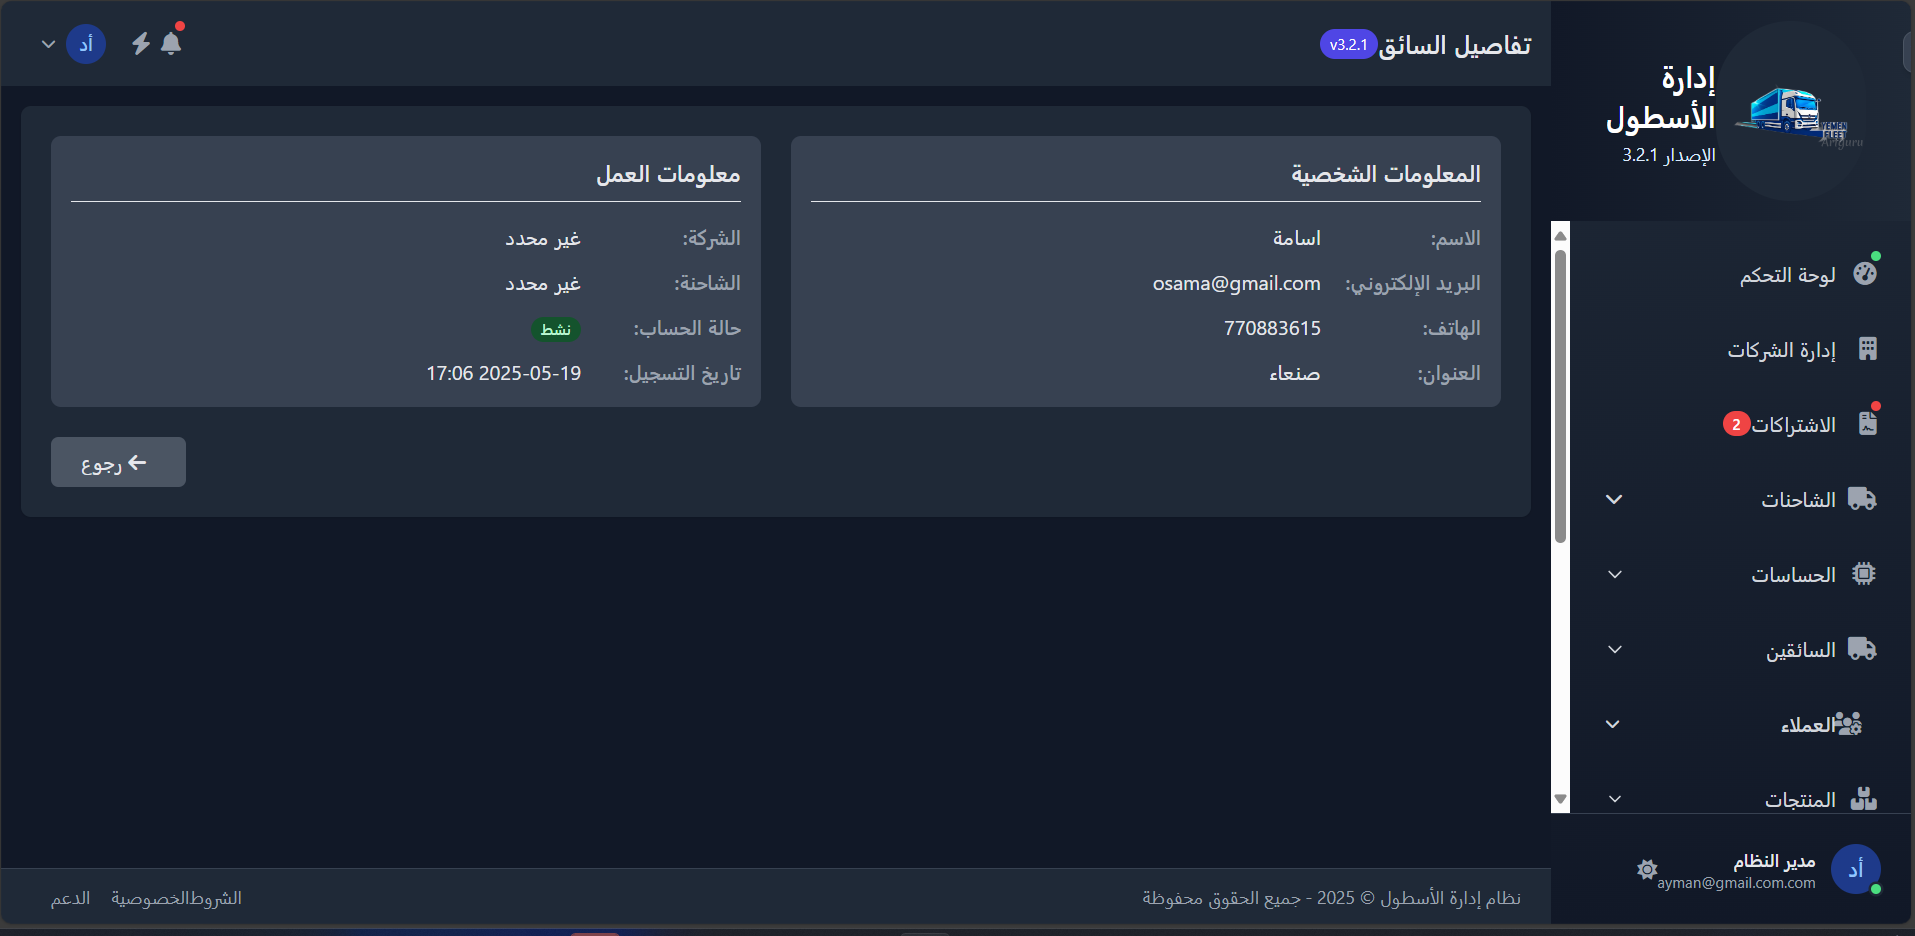 إدارة
الأسطول
الإصدار 3.2.1
YEMEN
FLEET
لوحة التحكم
إدارة الشركات
الاشتراكات 2
الشاحنات
الحساسات
السائقين
العملاء
المنتجات
أد
مدير النظام
ayman@gmail.com.com
تفاصيل السائق v3.2.1
أد
المعلومات الشخصية
الاسم: اسامة
البريد الإلكتروني: osama@gmail.com
الهاتف: 770883615
العنوان: صنعاء
معلومات العمل
الشركة: غير محدد
الشاحنة: غير محدد
حالة الحساب: نشط
تاريخ التسجيل: 2025-05-19 17:06
رجوع
نظام إدارة الأسطول © 2025 - جميع الحقوق محفوظة
الشروطالخصوصية الدعم